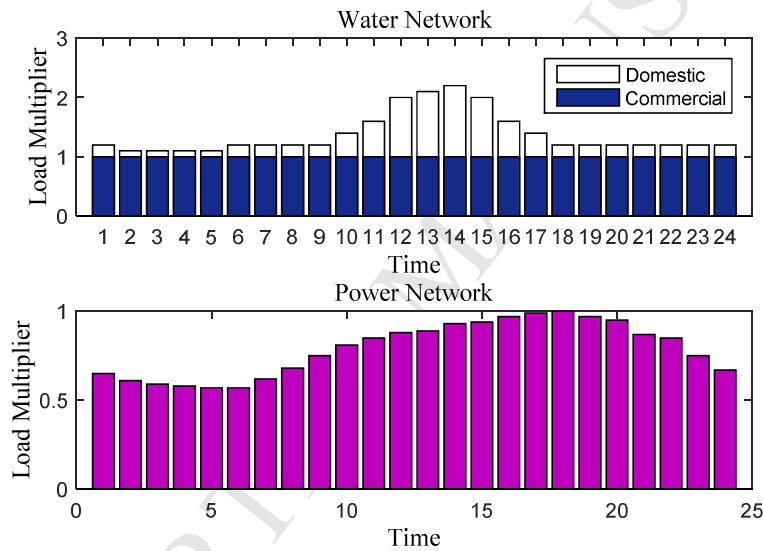 Water Network
Load Multiplier
3
2
1
0
Domestic
Commercial
1 2 3 4 5 6 7 8 9 10 11 12 13 14 15 16 17 18 19 20 21 22 23 24
Time
Power Network
Load Multiplier
1
0.5
0
0 5 10 15 20 25
Time